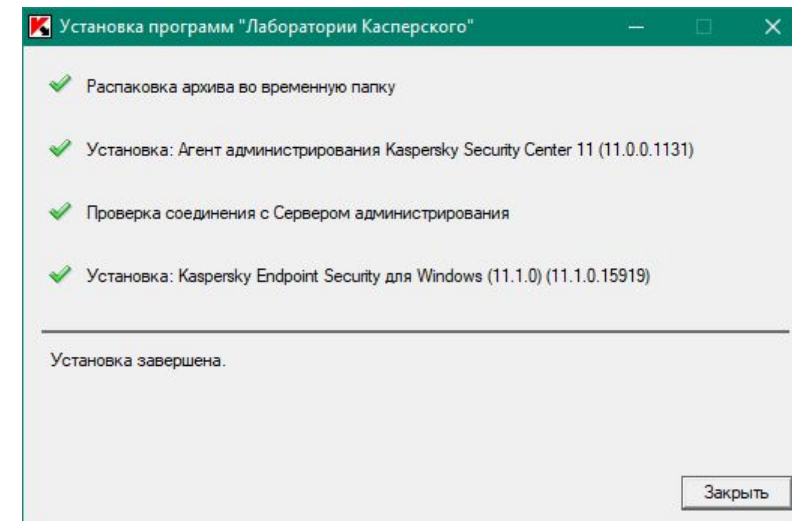 Установка программ "Лаборатории Касперского"
Распаковка архива во временную папку
Установка: Агент администрирования Kaspersky Security Center 11 (11.0.0.1131)
Проверка соединения с Сервером администрирования
Установка: Kaspersky Endpoint Security для Windows (11.1.0) (11.1.0.15919)
Установка завершена.
Закрыть